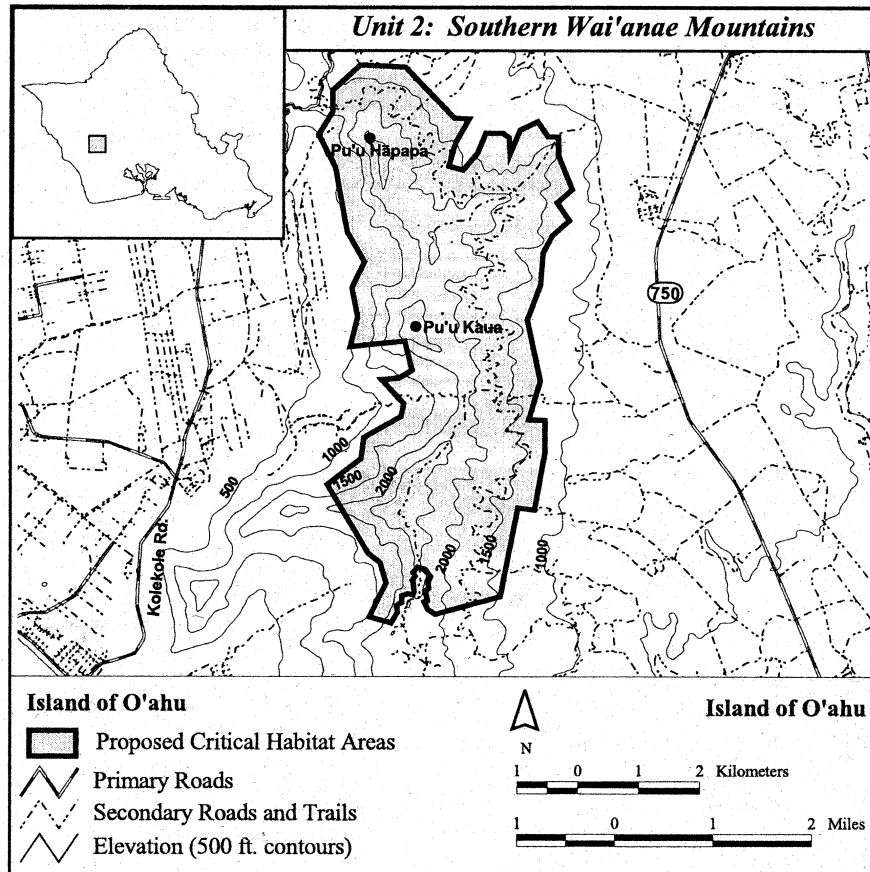 Unit 2: Southern Wai'anae Mountains
Pu'u Hāpapa
750
Pu'u Kaua
1000
500
1500
2000
Kolekole Rd.
2000
1500
1000
Island of O'ahu
Proposed Critical Habitat Areas
Primary Roads
Secondary Roads and Trails
Elevation (500 ft. contours)
N
Island of O'ahu
1 0 1 2 Kilometers
1 0 1 2 Miles